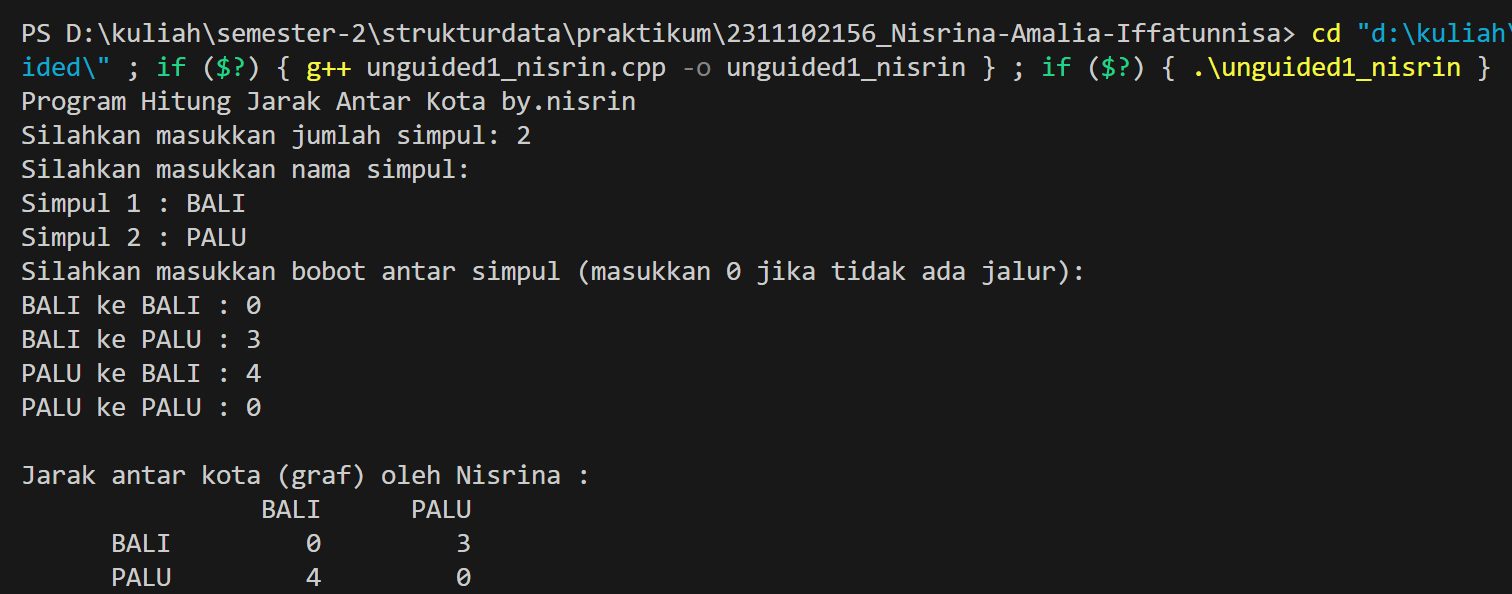 PS D:\kuliah\semester-2\strukturdata\praktikum\2311102156_Nisrina-Amalia-Iffatunnisa> cd "d:\kuliah\
ided\" ; if ($?) { g++ unguided1_nisrin.cpp -o unguided1_nisrin } ; if ($?) { .\unguided1_nisrin }
Program Hitung Jarak Antar Kota by.nisrin
Silahkan masukkan jumlah simpul: 2
Silahkan masukkan nama simpul:
Simpul 1 : BALI
Simpul 2 : PALU
Silahkan masukkan bobot antar simpul (masukkan 0 jika tidak ada jalur):
BALI ke BALI : 0
BALI ke PALU : 3
PALU ke BALI : 4
PALU ke PALU : 0
Jarak antar kota (graf) oleh Nisrina :
BALI PALU
BALI 0 3
PALU 4 0